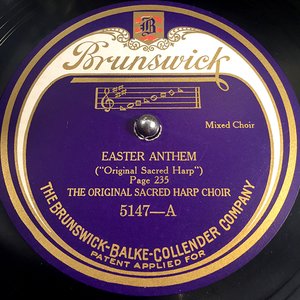 B
Brunswick
Mixed Choir
EASTER ANTHEM
("Original Sacred Harp")
Page 235
THE ORIGINAL SACRED HARP CHOIR
5147—A
THE BRUNSWICK-BALKE-COLLENDER COMPANY
PATENT APPLIED FOR